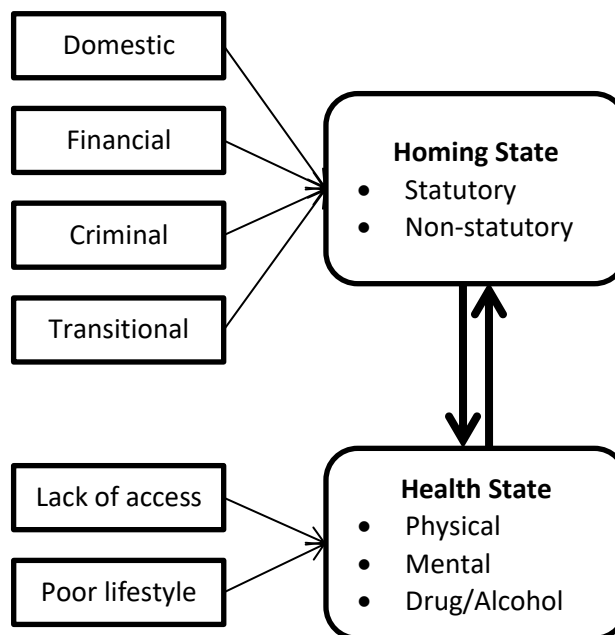 Domestic
Financial
Criminal
Transitional
Homing State
• Statutory
• Non-statutory
Lack of access
Poor lifestyle
Health State
• Physical
• Mental
• Drug/Alcohol